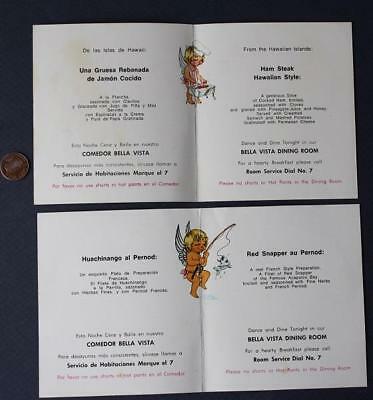 De las Islas de Hawaii:
Una Gruesa Rebanada
de Jamón Cocido
A la Plancha,
sazonada con Clavitos
y Glaceada con Jugo de Piña y Miel
Servida
con Espinacas a la Crema
y Puré de Papa Gratinada
Esta Noche Cene y Baile en nuestro
COMEDOR BELLA VISTA
Para desayunos más consistentes, sírvase llamar a
Servicio de Habitaciones Marque el 7
Por favor no use shorts ni hot pants en el Comedor.
From the Hawaiian Islands:
Ham Steak
Hawaiian Style:
A generous Slice
of Cooked Ham, broiled,
seasoned with Cloves
and glazed with Pineapple-Juice and Honey
Served with Creamed
Spinach and Mashed Potatoes
Gratinated with Parmesan Cheese
Dance and Dine Tonight in our
BELLA VISTA DINING ROOM
For a hearty Breakfast please call
Room Service Dial No. 7
Please no shorts or Hot Pants in the Dining Room
Huachinango al Pernod:
Un exquisito Plato de Preparación
Francesa.
El Filete de Huachinango
a la Parrilla, sazonado
con Hierbas Finas, y con Pernod Francés.
Esta Noche Cene y Baile en nuestro
COMEDOR BELLA VISTA
Para desayunos más consistentes, sírvase llamar a
Servicio de Habitaciones Marque el 7
Por favor no use shorts ni hot pants en el Comedor.
Red Snapper au Pernod:
A real French Style Preparation.
A Filet of Red Snapper
of the Famous Acapulco Bay
broiled and seasoned with Fine Herbs
and French Pernod.
Dance and Dine Tonight in our
BELLA VISTA DINING ROOM
For a hearty Breakfast please call
Room Service Dial No. 7
Please no shorts or Hot Pants in the Dining Room